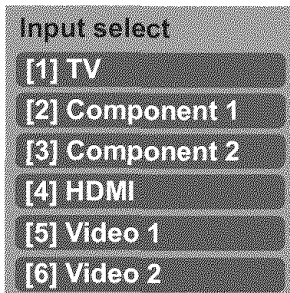 Input select
[1] TV
[2] Component 1
[3] Component 2
[4] HDMI
[5] Video 1
[6] Video 2